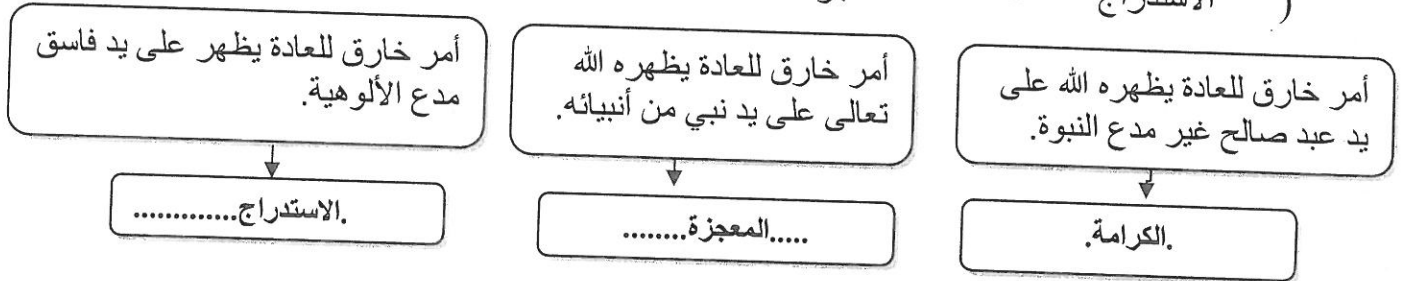 الاستدراج )
أمر خارق للعادة يظهره الله على
يد عبد صالح غير مدع النبوة.
أمر خارق للعادة يظهره الله
تعالى على يد نبي من أنبيائه.
أمر خارق للعادة يظهر على يد فاسق
مدع الألوهية.
.الكرامة.
.....المعجزة........
.الاستدراج.............